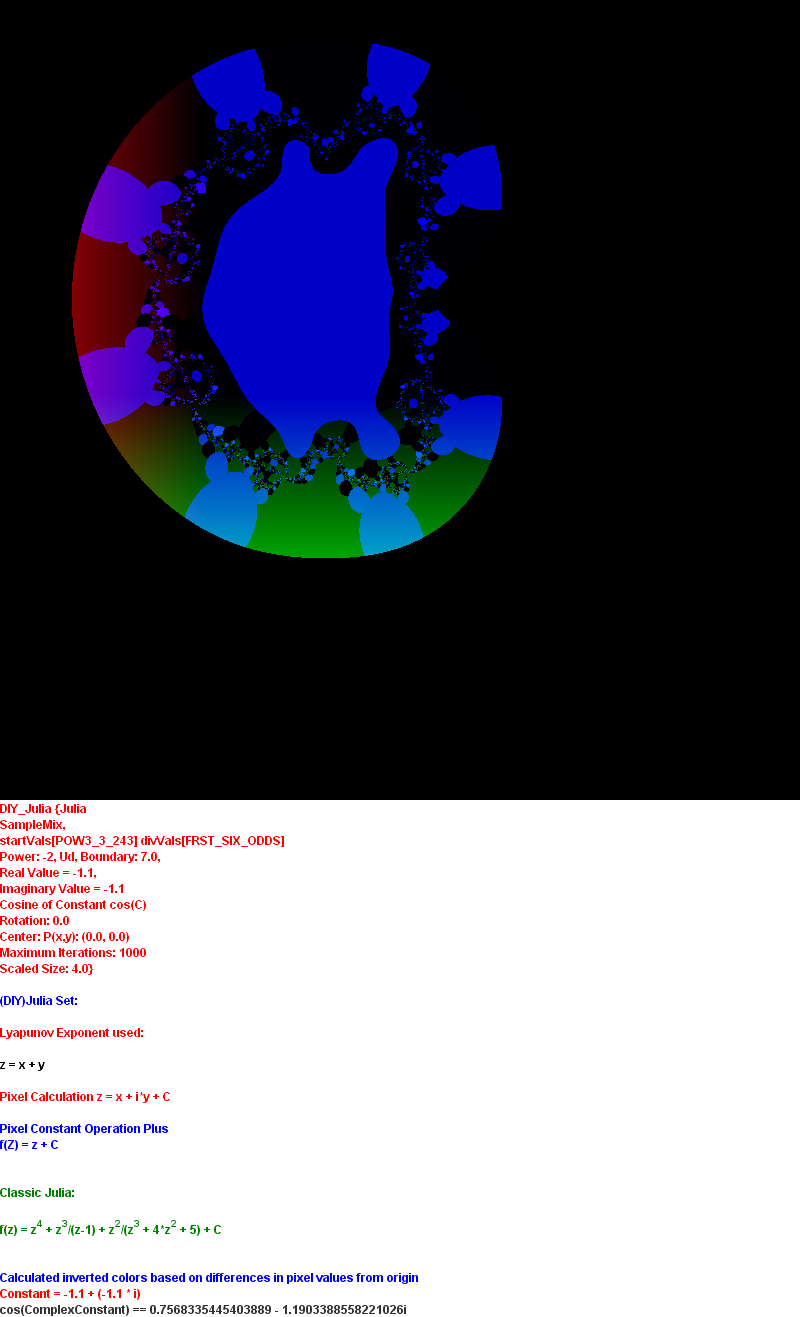 DIY_Julia {Julia
SampleMix,
startVals[POW3_3_243] divVals[FRST_SIX_ODDS]
Power: -2, Ud, Boundary: 7.0,
Real Value = -1.1,
Imaginary Value = -1.1
Cosine of Constant cos(C)
Rotation: 0.0
Center: P(x,y): (0.0, 0.0)
Maximum Iterations: 1000
Scaled Size: 4.0}
(DIY)Julia Set:
Lyapunov Exponent used:
z = x + y
Pixel Calculation z = x + i*y + C
Pixel Constant Operation Plus
f(Z) = z + C
Classic Julia:
f(z) = z^4 + z^3/(z-1) + z^2/(z^3 + 4*z^2 + 5) + C
Calculated inverted colors based on differences in pixel values from origin
Constant = -1.1 + (-1.1 * i)
cos(ComplexConstant) == 0.7568335445403889 - 1.1903388558221026i